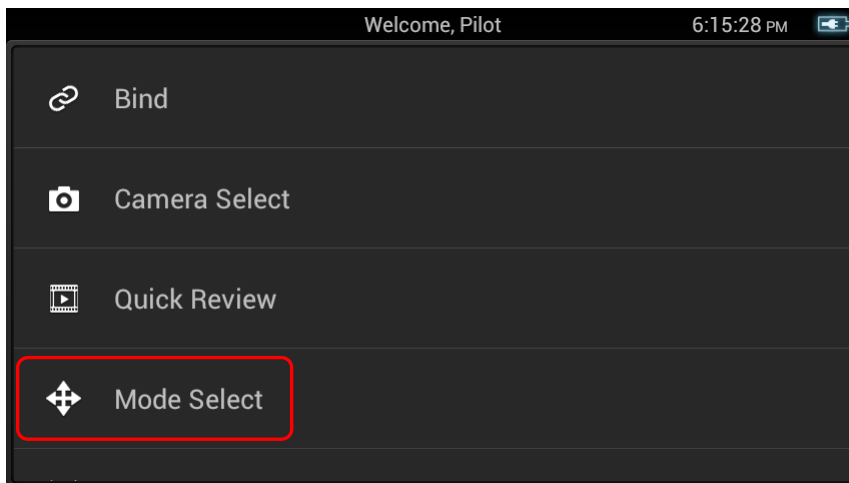 Welcome, Pilot 6:15:28 PM
Bind
Camera Select
Quick Review
Mode Select